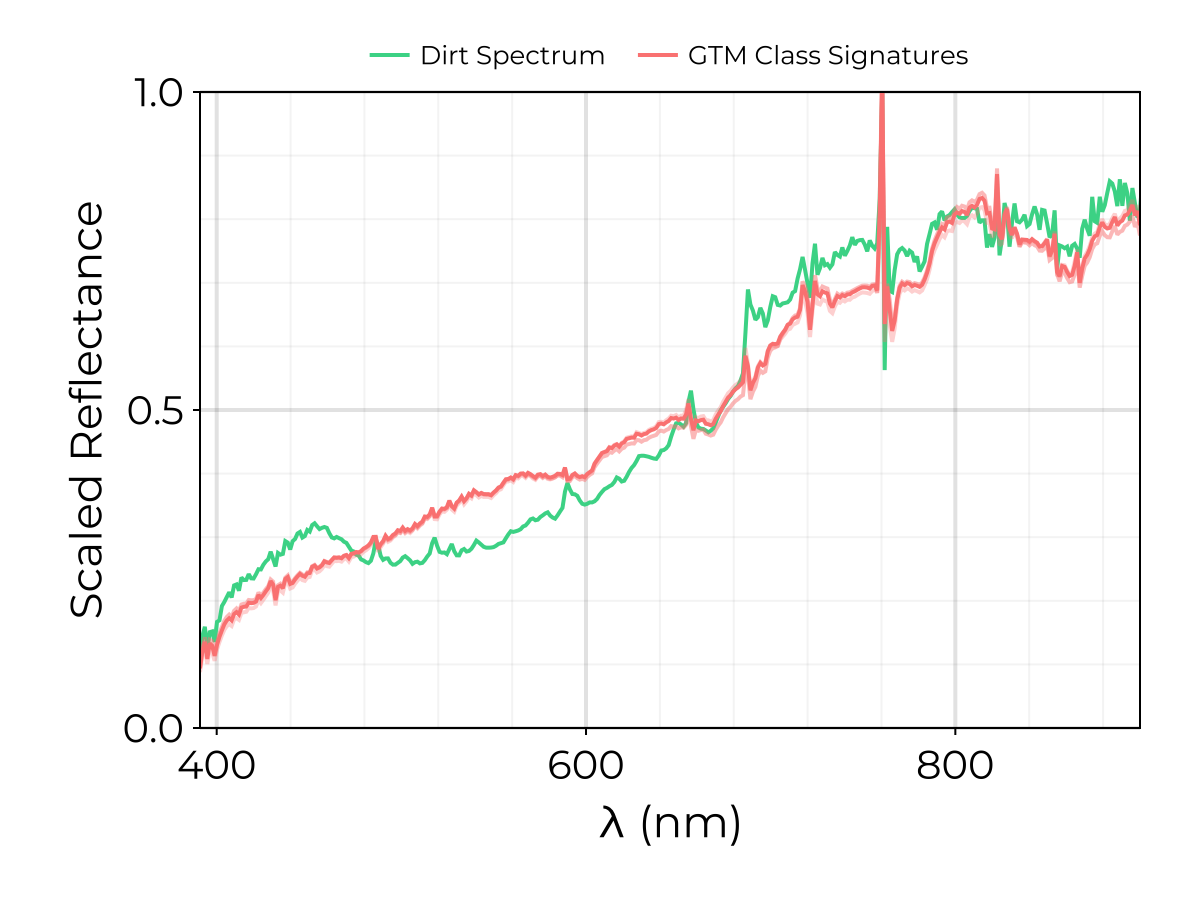 Dirt Spectrum GTM Class Signatures
1.0
0.5
0.0
Scaled Reflectance
400 600 800
λ (nm)